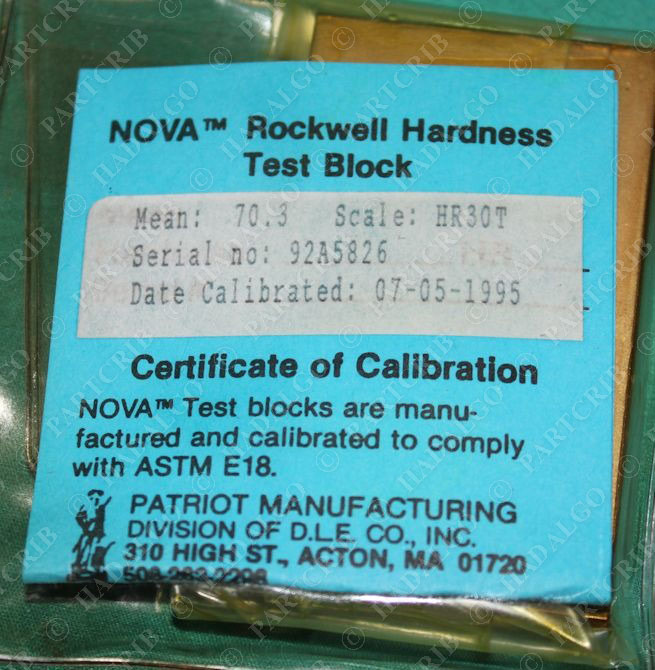 NOVA™ Rockwell Hardness
Test Block
Mean: 70.3 Scale: HR30T
Serial no: 92A5826
Date Calibrated: 07-05-1995
Certificate of Calibration
NOVA™ Test blocks are manu-
factured and calibrated to comply
with ASTM E18.
PATRIOT MANUFACTURING
DIVISION OF D.L.E. CO., INC.
310 HIGH ST., ACTON, MA 01720
© PARTCRIB © HADALGO